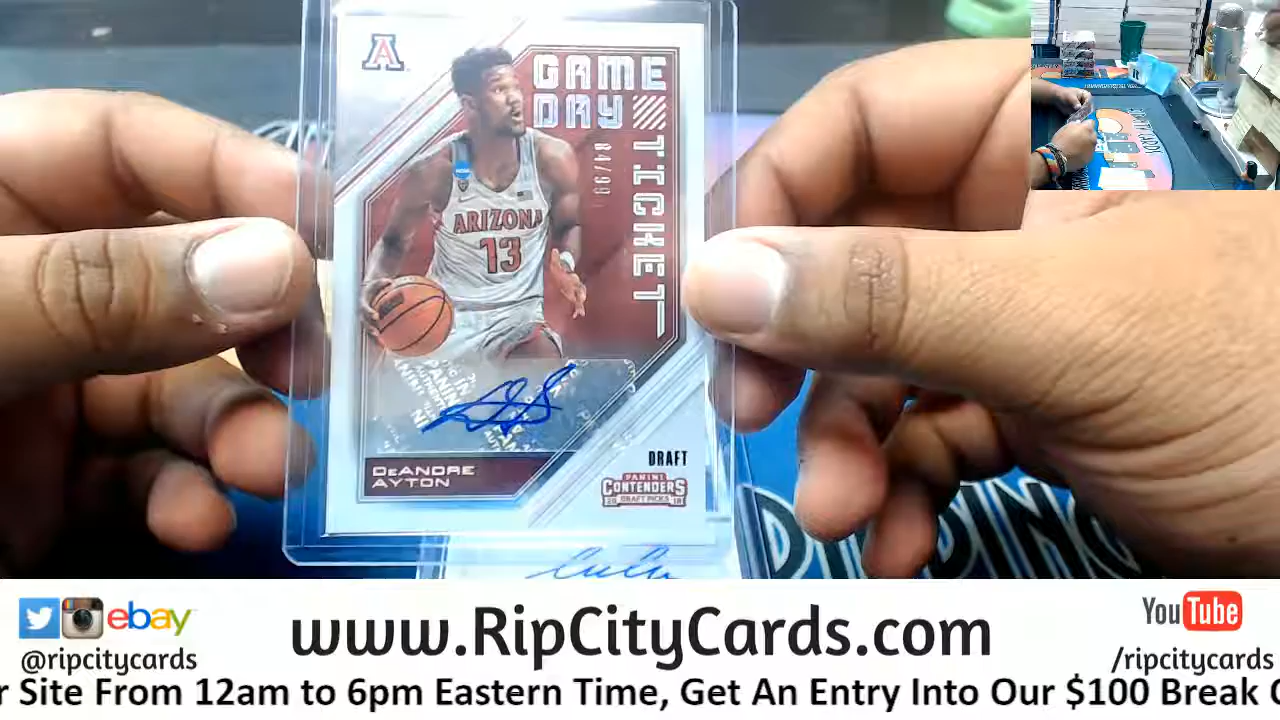 A
GAME
DAY
TICKET
84/99
ARIZONA
13
DeANDRE
AYTON
DRAFT
PANINI
CONTENDERS
20 DRAFT PICKS 18
www.RipCityCards.com
ebay
@ripcitycards
YouTube
/ripcitycards
r Site From 12am to 6pm Eastern Time, Get An Entry Into Our $100 Break